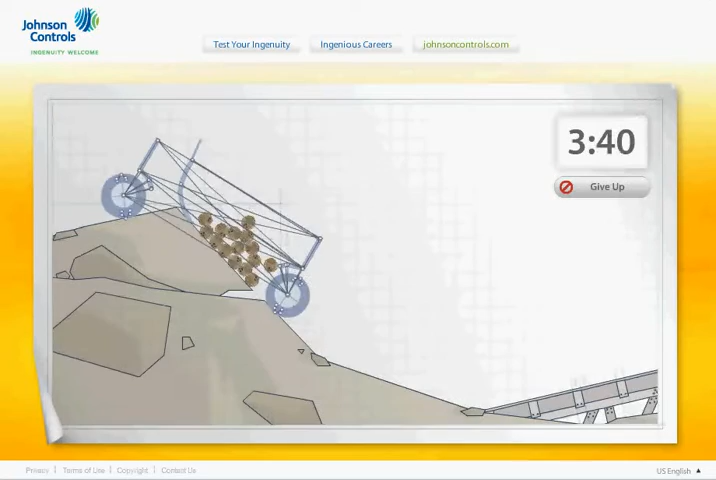 Johnson
Controls
INGENUITY WELCOME
Test Your Ingenuity
Ingenious Careers
johnsoncontrols.com
3:40
Give Up
Privacy
Terms of Use
Copyright
Contact Us
US English